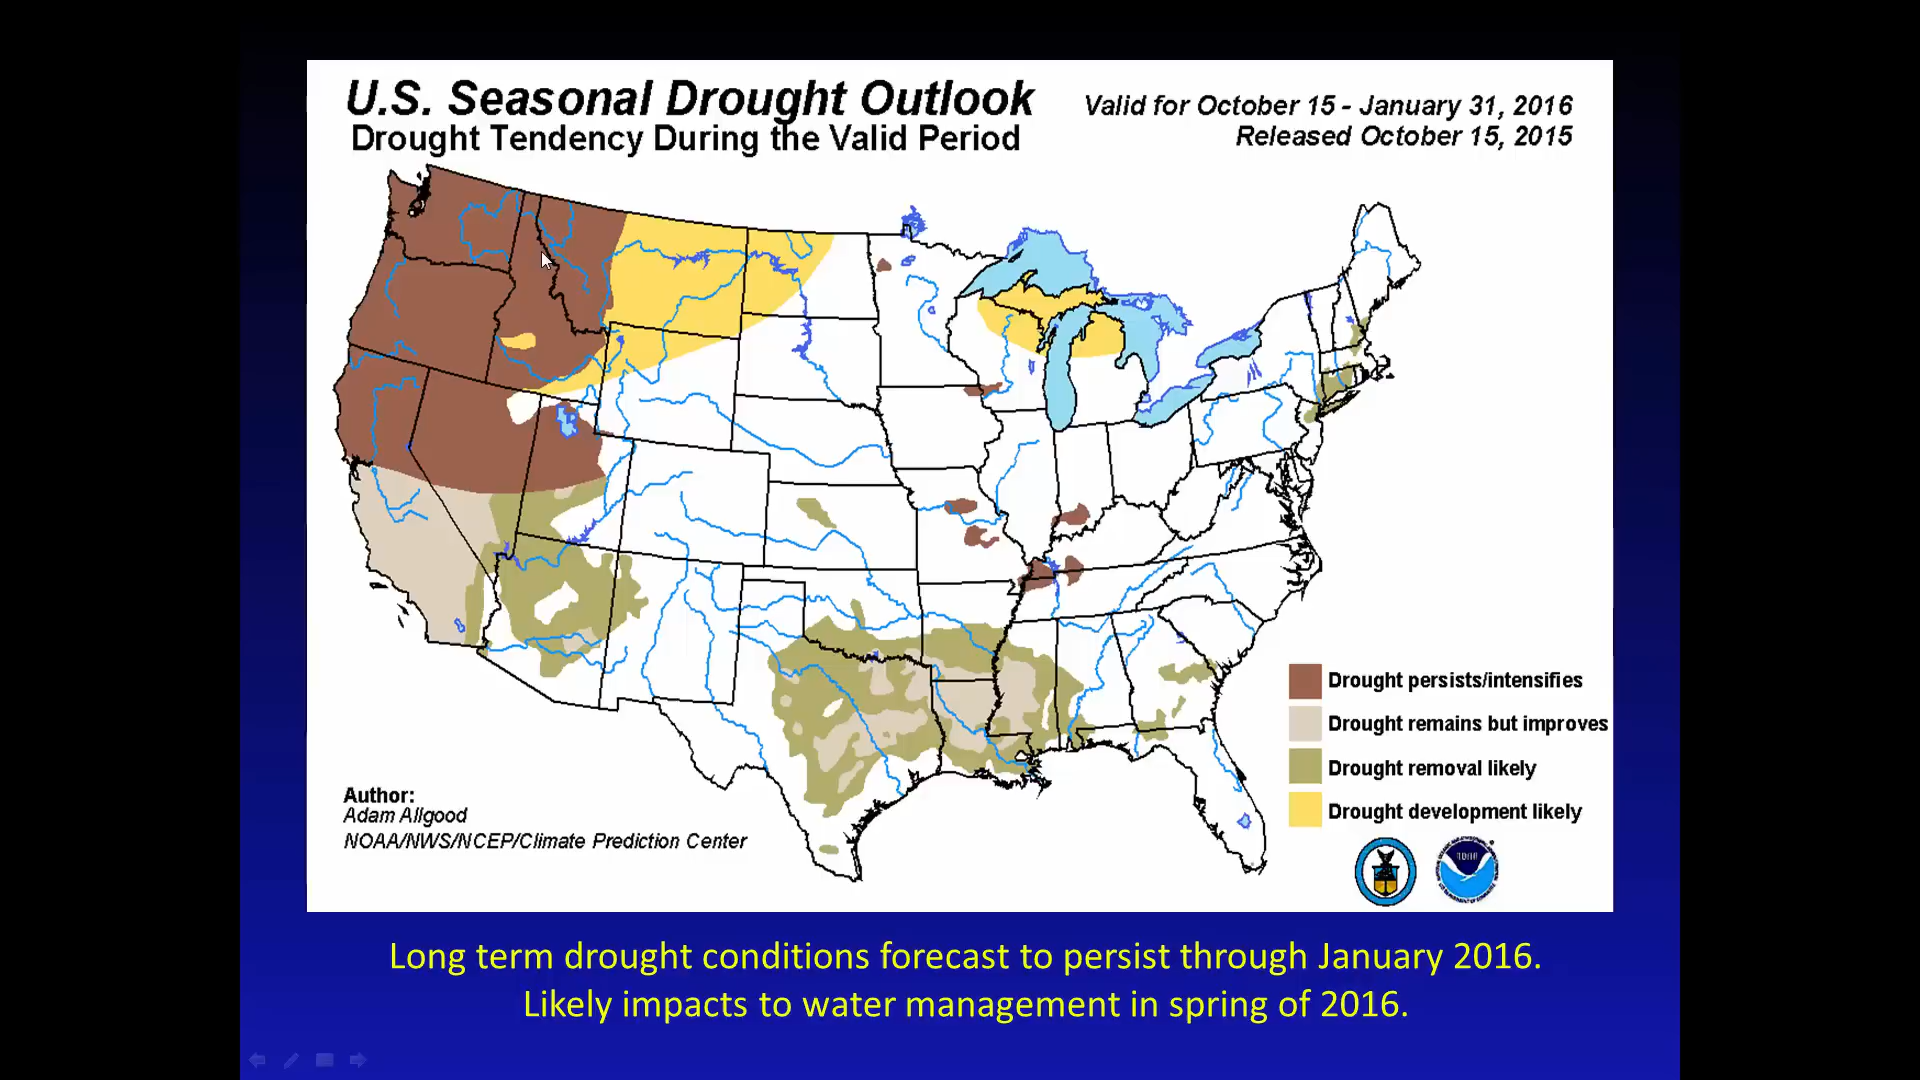 U.S. Seasonal Drought Outlook
Drought Tendency During the Valid Period
Valid for October 15 - January 31, 2016
Released October 15, 2015
Drought persists/intensifies
Drought remains but improves
Drought removal likely
Drought development likely
Author:
Adam Allgood
NOAA/NWS/NCEP/Climate Prediction Center
Long term drought conditions forecast to persist through January 2016.
Likely impacts to water management in spring of 2016.